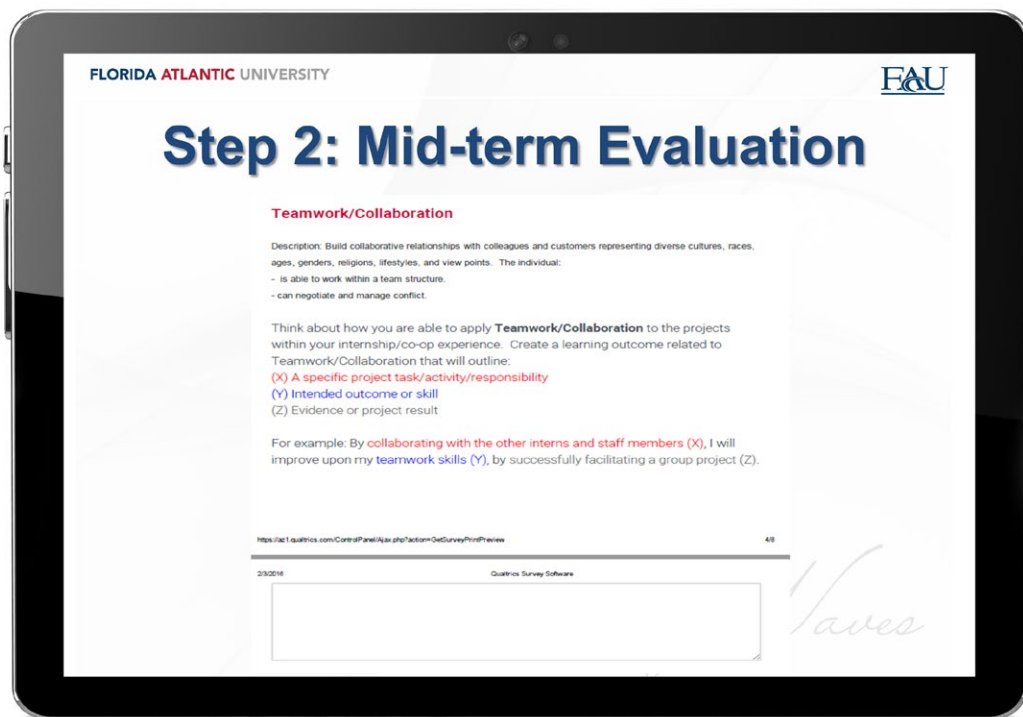 FLORIDA ATLANTIC UNIVERSITY
FAU
Step 2: Mid-term Evaluation
Teamwork/Collaboration
Description: Build collaborative relationships with colleagues and customers representing diverse cultures, races,
ages, genders, religions, lifestyles, and view points. The individual:
- is able to work within a team structure.
- can negotiate and manage conflict.
Think about how you are able to apply Teamwork/Collaboration to the projects
within your internship/co-op experience. Create a learning outcome related to
Teamwork/Collaboration that will outline:
(X) A specific project task/activity/responsibility
(Y) Intended outcome or skill
(Z) Evidence or project result
For example: By collaborating with the other interns and staff members (X), I will
improve upon my teamwork skills (Y), by successfully facilitating a group project (Z).
https://az1.qualtrics.com/ControlPanel/Ajax.php?action=GetSurveyPrintPreview 4/8
2/3/2016 Qualtrics Survey Software
Waves